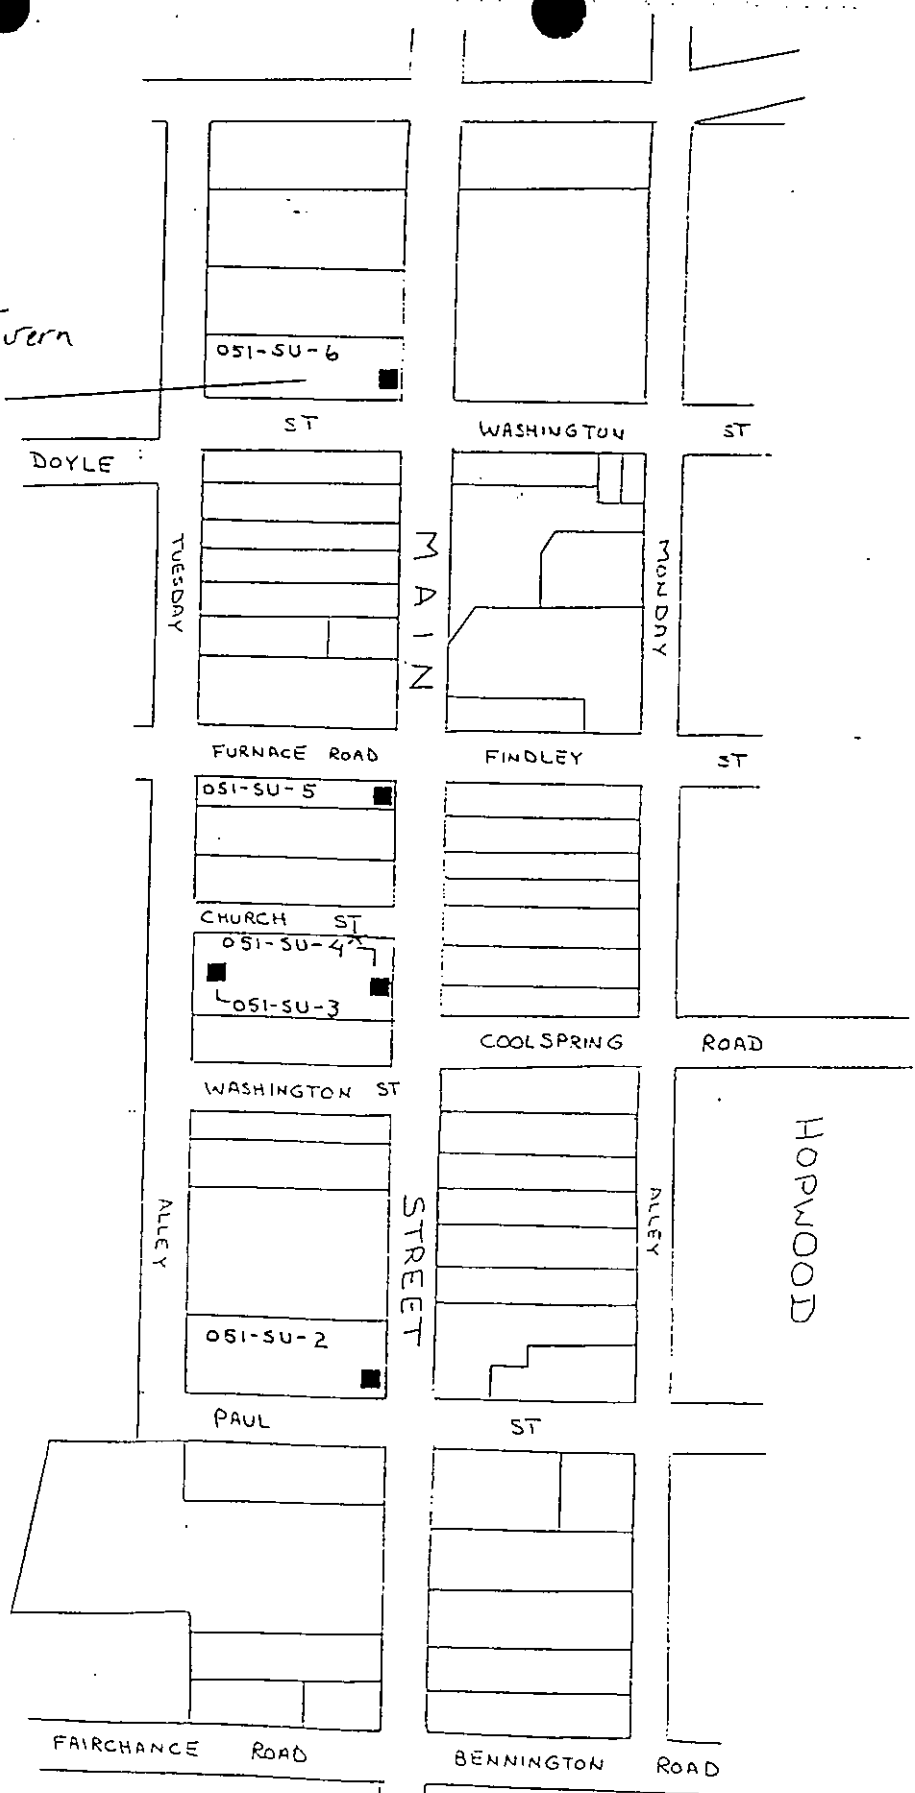 051-SU-6
ST WASHINGTON ST
DOYLE
TUESDAY
MAIN
MONDAY
FURNACE ROAD FINDLEY ST
051-SU-5
CHURCH ST
051-SU-4
051-SU-3
COOLSPRING ROAD
WASHINGTON ST
HOPWOOD
ALLEY
STREET
ALLEY
051-SU-2
PAUL ST
FAIRCHANCE ROAD BENNINGTON ROAD